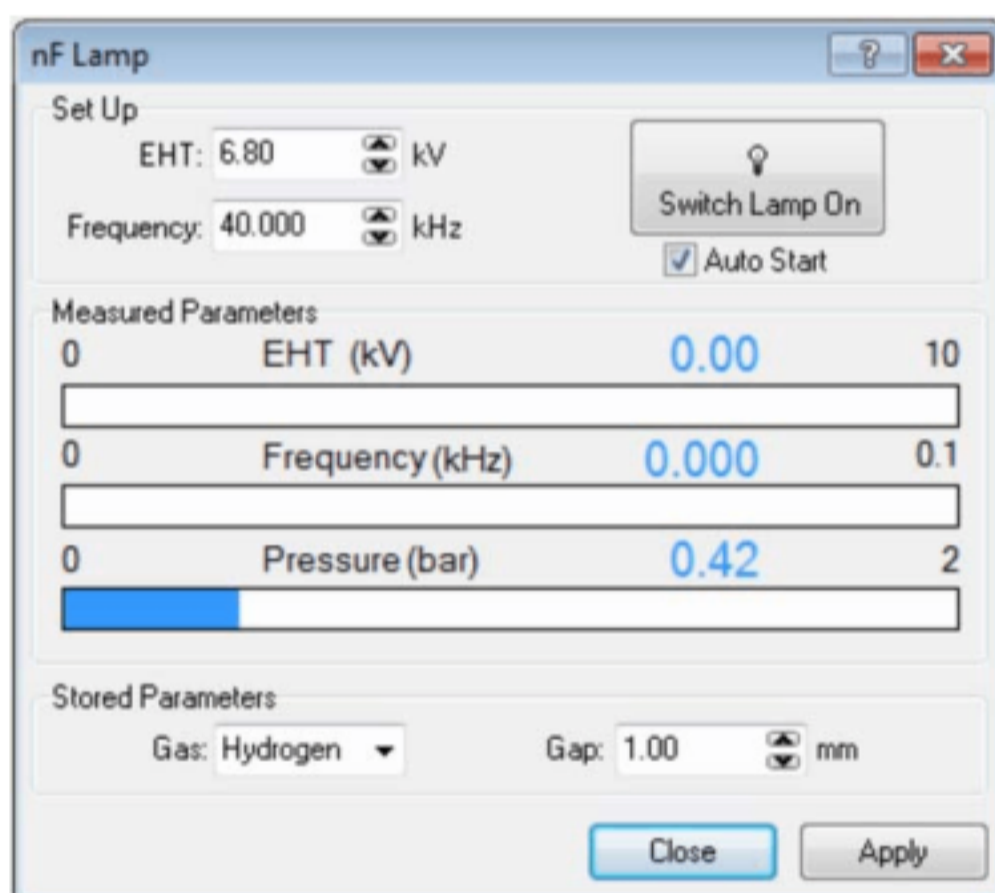 nF Lamp
Set Up
EHT: 6.80 kV
Switch Lamp On
Frequency: 40.000 kHz
Auto Start
Measured Parameters
0 EHT (kV) 0.00 10
0 Frequency (kHz) 0.000 0.1
0 Pressure (bar) 0.42 2
Stored Parameters
Gas: Hydrogen Gap: 1.00 mm
Close Apply